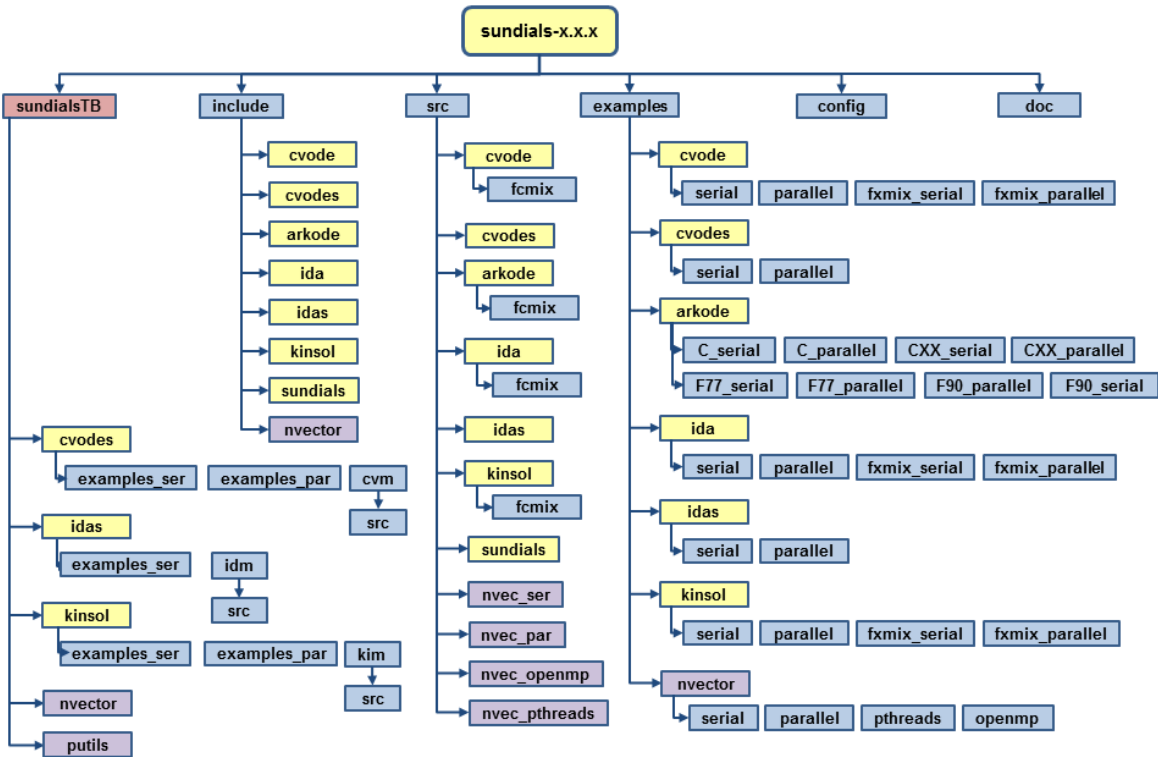 sundials-x.x.x
sundialsTB
include
src
examples
config
doc
cvode
cvodes
arkode
ida
idas
kinsol
sundials
nvector
cvode
fcmix
cvodes
arkode
fcmix
ida
fcmix
idas
kinsol
fcmix
sundials
nvec_ser
nvec_par
nvec_openmp
nvec_pthreads
cvode
serial parallel fxmix_serial fxmix_parallel
cvodes
serial parallel
arkode
C_serial C_parallel CXX_serial CXX_parallel
F77_serial F77_parallel F90_parallel F90_serial
ida
serial parallel fxmix_serial fxmix_parallel
idas
serial parallel
kinsol
serial parallel fxmix_serial fxmix_parallel
nvector
serial parallel pthreads openmp
cvodes
examples_ser examples_par cvm
src
idas
examples_ser idm
src
kinsol
examples_ser examples_par kim
src
nvector
putils